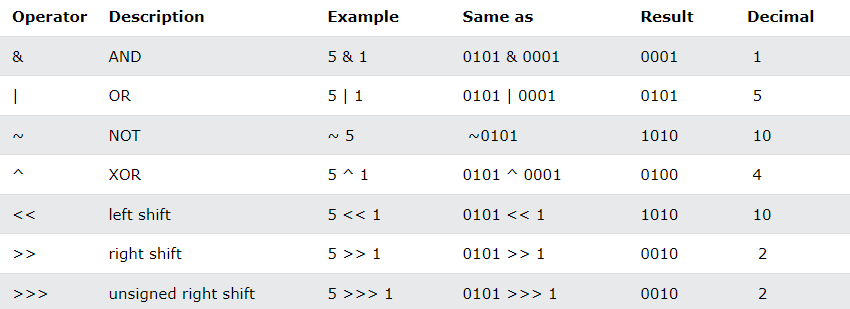 Operator Description Example Same as Result Decimal
& AND 5 & 1 0101 & 0001 0001 1
| OR 5 | 1 0101 | 0001 0101 5
~ NOT ~ 5 ~0101 1010 10
^ XOR 5 ^ 1 0101 ^ 0001 0100 4
<< left shift 5 << 1 0101 << 1 1010 10
>> right shift 5 >> 1 0101 >> 1 0010 2
>>> unsigned right shift 5 >>> 1 0101 >>> 1 0010 2